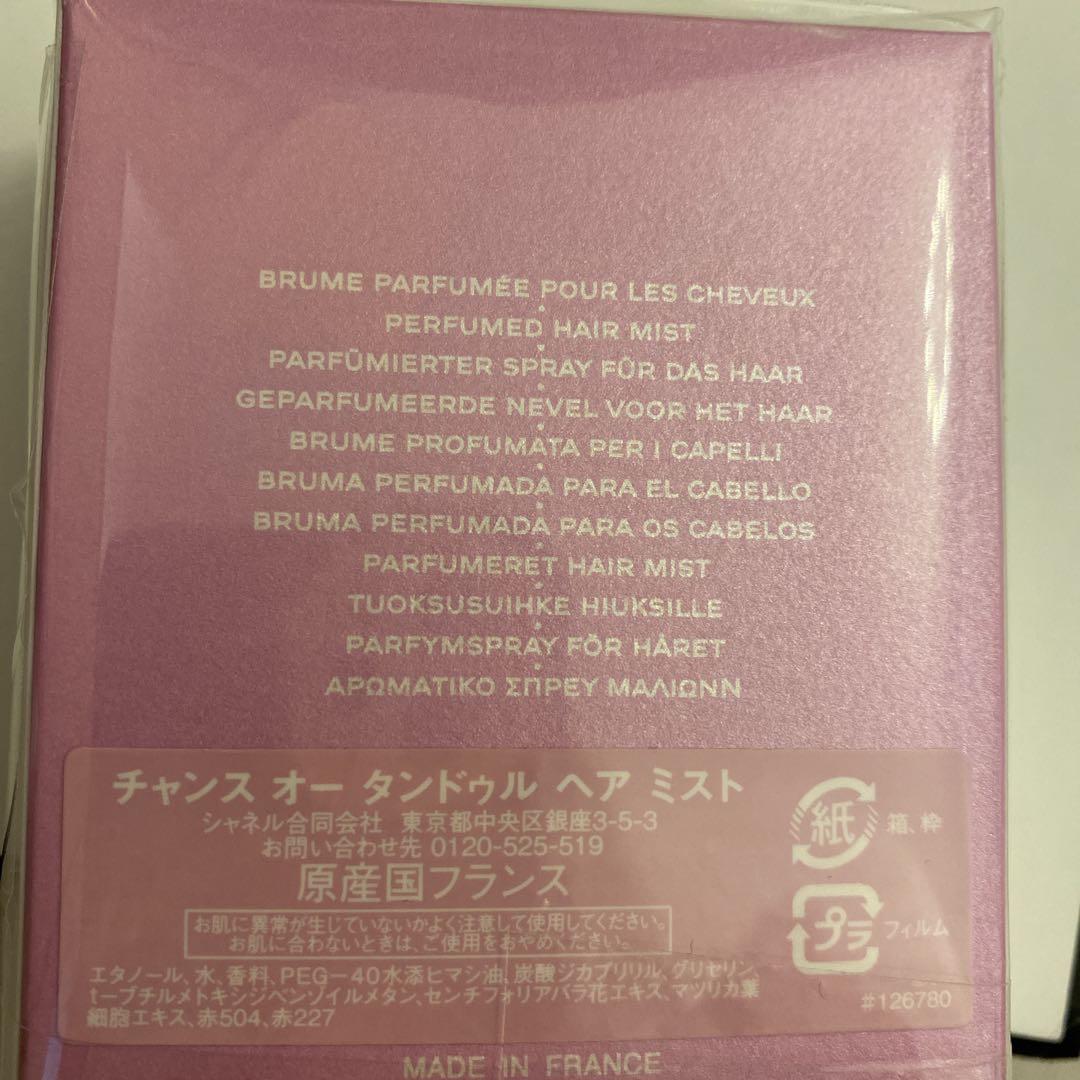 BRUME PARFUMÉE POUR LES CHEVEUX
PERFUMED HAIR MIST
PARFÜMIERTER SPRAY FÜR DAS HAAR
GEPARFUMEERDE NEVEL VOOR HET HAAR
BRUME PROFUMATA PER I CAPELLI
BRUMA PERFUMADA PARA EL CABELLO
BRUMA PERFUMADA PARA OS CABELOS
PARFUMERET HAIR MIST
TUOKSUSUIHKE HIUKSILLE
PARFYMSPRAY FÖR HÅRET
ΑΡΩΜΑΤΙΚΟ ΣΠΡΕΥ ΜΑΛΙΩΝΝ
チャンス オー タンドゥル ヘア ミスト
シャネル合同会社 東京都中央区銀座3-5-3
お問い合わせ先 0120-525-519
原産国フランス
お肌に異常が生じていないかよく注意して使用してください。
お肌に合わないときは、ご使用をおやめください。
エタノール、水、香料、PEG-40水添ヒマシ油、炭酸ジカプリリル、グリセリン、
t-ブチルメトキシジベンゾイルメタン、センチフォリアバラ花エキス、マツリカ葉
細胞エキス、赤504、赤227
紙 箱、枠
プラ フィルム
#126780
MADE IN FRANCE